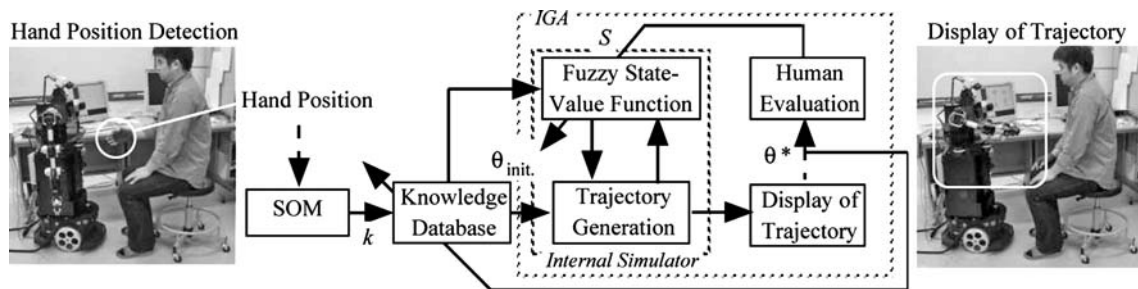 Hand Position Detection
Hand Position
SOM
k
Knowledge
Database
IGA
S
Fuzzy State-
Value Function
θinit.
Trajectory
Generation
Internal Simulator
Human
Evaluation
θ*
Display of
Trajectory
Display of Trajectory